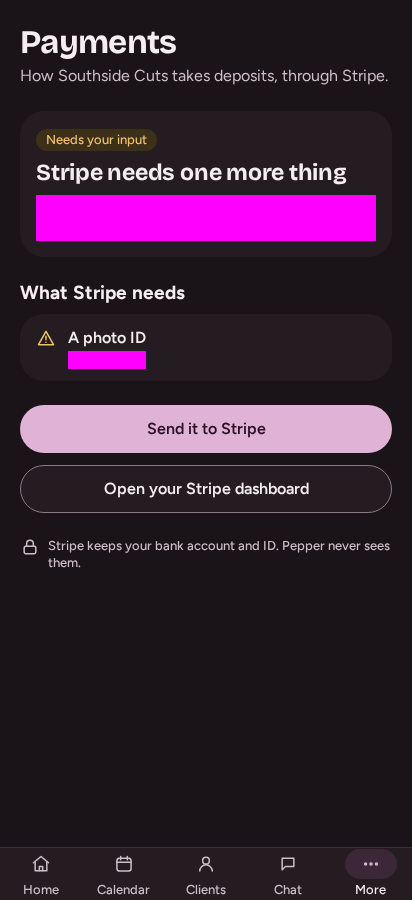 Payments
How Southside Cuts takes deposits, through Stripe.
Needs your input
Stripe needs one more thing
What Stripe needs
A photo ID
Send it to Stripe
Open your Stripe dashboard
Stripe keeps your bank account and ID. Pepper never sees
them.
Home
Calendar
Clients
Chat
More